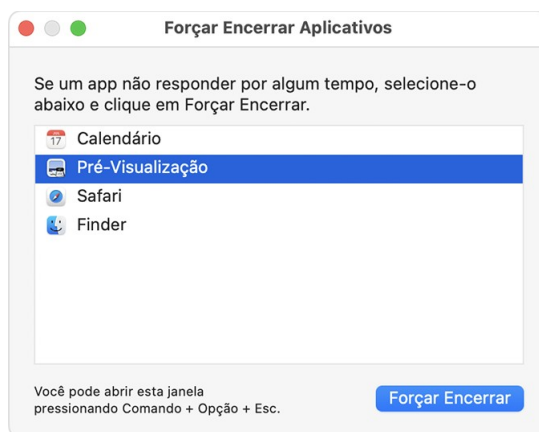 Forçar Encerrar Aplicativos
Se um app não responder por algum tempo, selecione-o
abaixo e clique em Forçar Encerrar.
17
Calendário
Pré-Visualização
Safari
Finder
Você pode abrir esta janela
pressionando Comando + Opção + Esc.
Forçar Encerrar